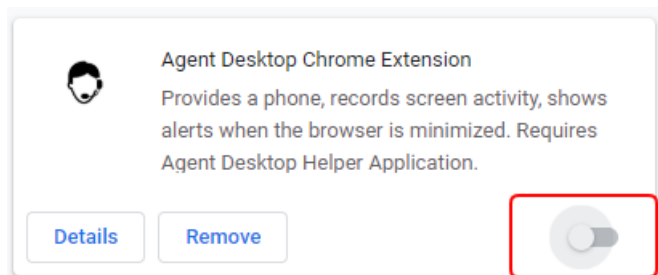 Agent Desktop Chrome Extension
Provides a phone, records screen activity, shows
alerts when the browser is minimized. Requires
Agent Desktop Helper Application.
Details
Remove